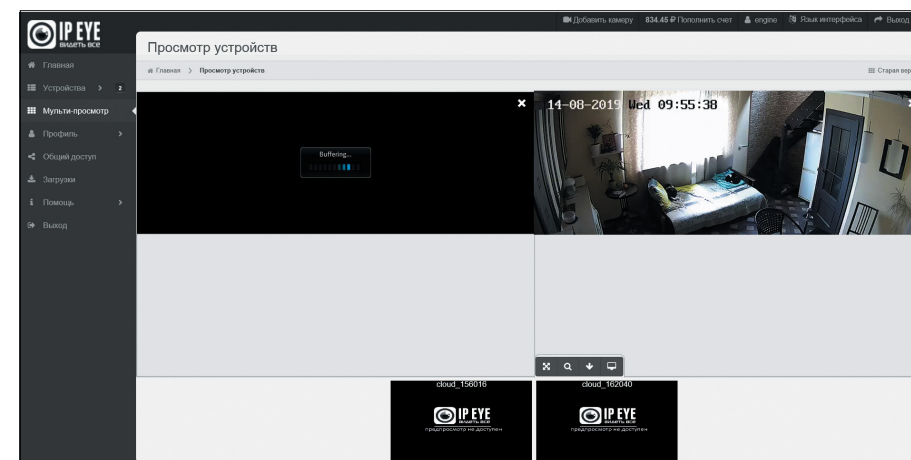 Добавить камеру 834.45 ₽ Пополнить счет engine Язык интерфейса Выход
IP EYE
ВИДЕТЬ ВСЕ
Просмотр устройств
Главная > Просмотр устройств Старая вер
Главная
Устройства > 2
Мульти-просмотр
Профиль >
Общий доступ
Загрузки
Помощь >
Выход
Buffering...
14-08-2019 Wed 09:55:38
cloud_156016
IP EYE
ВИДЕТЬ ВСЕ
предпросмотр не доступен
cloud_162040
IP EYE
ВИДЕТЬ ВСЕ
предпросмотр не доступен